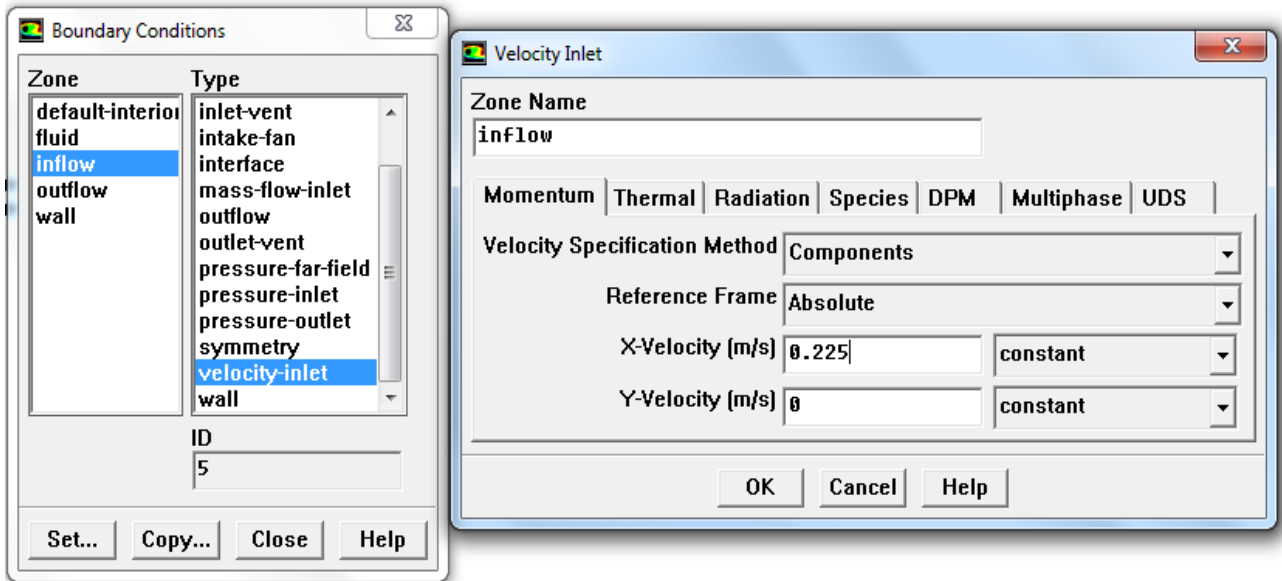 Boundary Conditions
Zone
default-interior
fluid
inflow
outflow
wall
Type
inlet-vent
intake-fan
interface
mass-flow-inlet
outflow
outlet-vent
pressure-far-field
pressure-inlet
pressure-outlet
symmetry
velocity-inlet
wall
ID
5
Set... Copy... Close Help
Velocity Inlet
Zone Name
inflow
Momentum Thermal Radiation Species DPM Multiphase UDS
Velocity Specification Method Components
Reference Frame Absolute
X-Velocity (m/s) 0.225 constant
Y-Velocity (m/s) 0 constant
OK Cancel Help